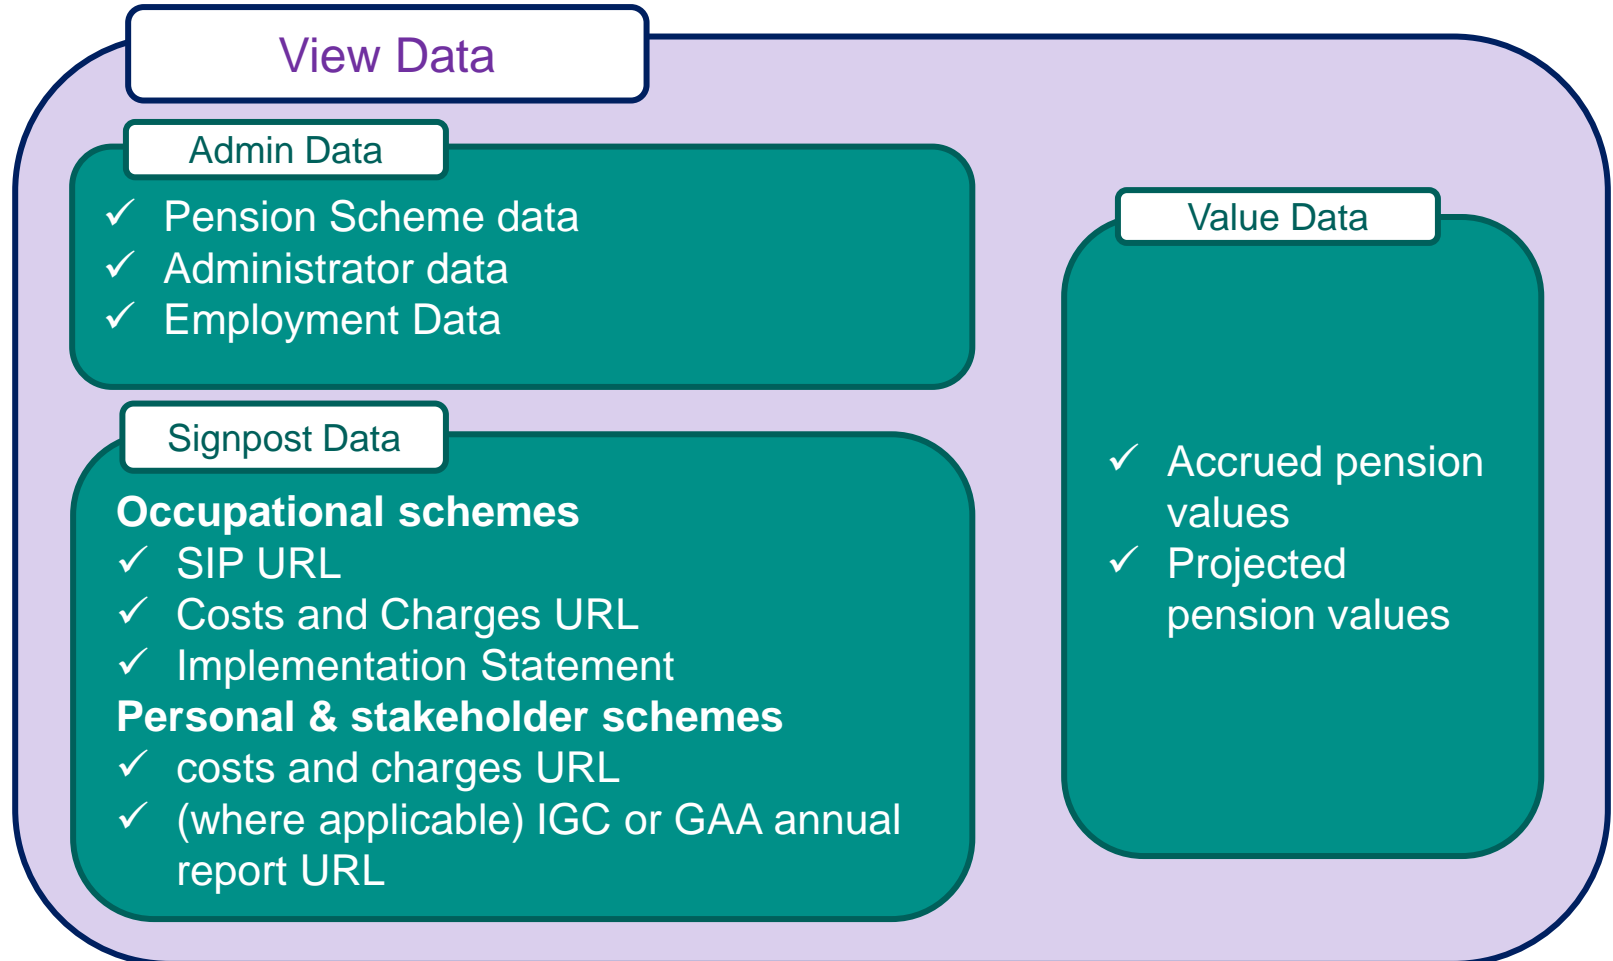 View Data
Admin Data
✓ Pension Scheme data
✓ Administrator data
✓ Employment Data
Signpost Data
Occupational schemes
✓ SIP URL
✓ Costs and Charges URL
✓ Implementation Statement
Personal & stakeholder schemes
✓ costs and charges URL
✓ (where applicable) IGC or GAA annual
report URL
Value Data
✓ Accrued pension
values
✓ Projected
pension values